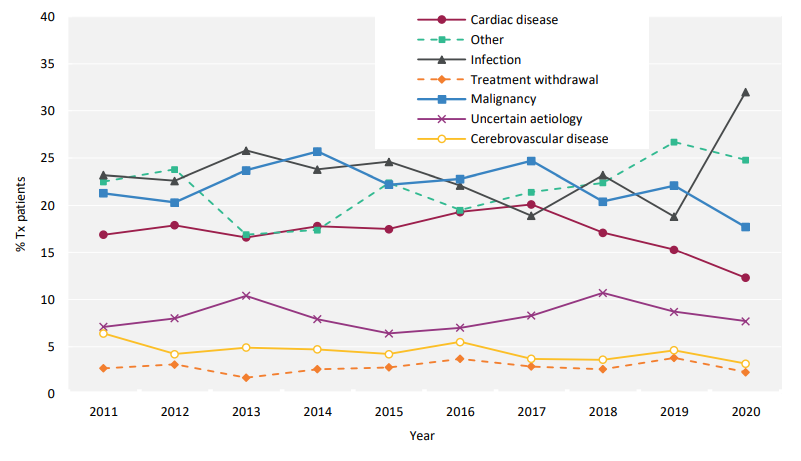 40
35
30
25
20
15
10
5
0
% Tx patients
Cardiac disease
Other
Infection
Treatment withdrawal
Malignancy
Uncertain aetiology
Cerebrovascular disease
2011 2012 2013 2014 2015 2016 2017 2018 2019 2020
Year